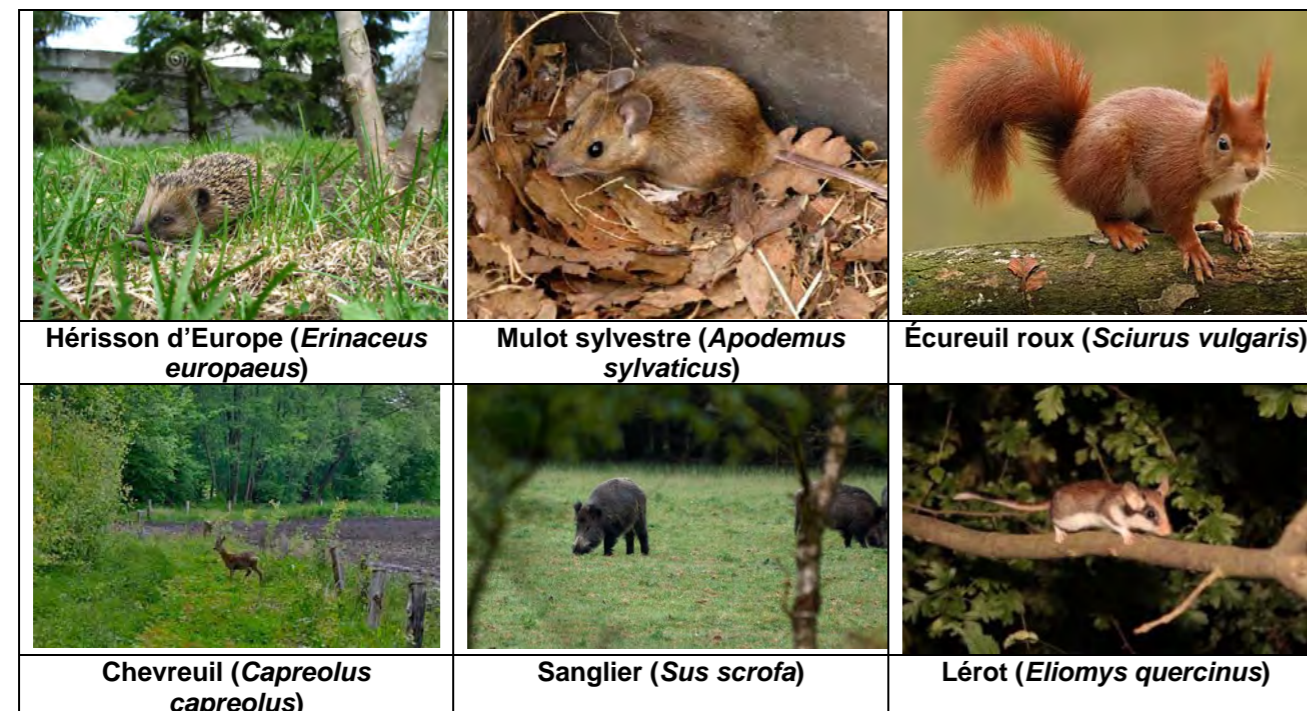 Hérisson d’Europe (Erinaceus
europaeus)
Mulot sylvestre (Apodemus
sylvaticus)
Écureuil roux (Sciurus vulgaris)
Chevreuil (Capreolus
capreolus)
Sanglier (Sus scrofa)
Lérot (Eliomys quercinus)